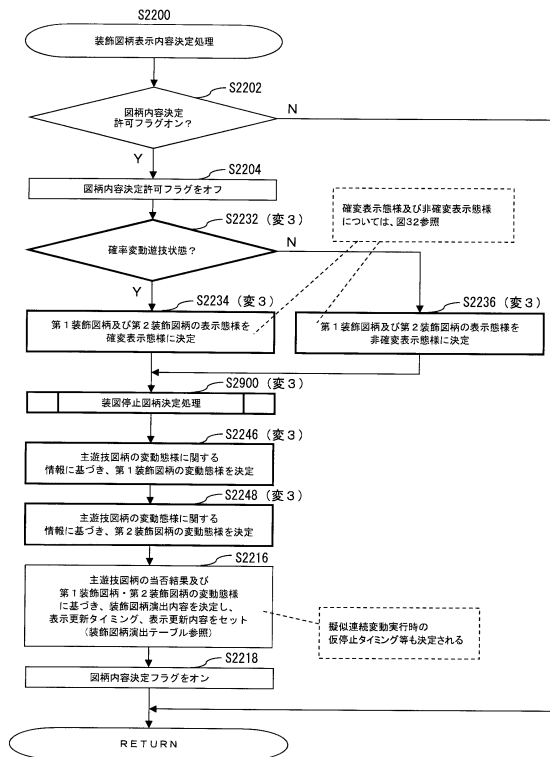 S2200
装飾図柄表示内容決定処理
S2202
図柄内容決定
許可フラグオン？
N
Y
S2204
図柄内容決定許可フラグをオフ
S2232（変３）
確率変動遊技状態？
N
Y
確変表示態様及び非確変表示態様
については、図32参照
S2234（変３）
第１装飾図柄及び第２装飾図柄の表示態様を
確変表示態様に決定
S2236（変３）
第１装飾図柄及び第２装飾図柄の表示態様を
非確変表示態様に決定
S2900（変３）
装図停止図柄決定処理
S2246（変３）
主遊技図柄の変動態様に関する
情報に基づき、第１装飾図柄の変動態様を決定
S2248（変３）
主遊技図柄の変動態様に関する
情報に基づき、第２装飾図柄の変動態様を決定
S2216
主遊技図柄の当否結果及び
第１装飾図柄・第２装飾図柄の変動態様
に基づき、装飾図柄演出内容を決定し、
表示更新タイミング、表示更新内容をセット
（装飾図柄演出テーブル参照）
擬似連続変動実行時の
仮停止タイミング等も決定される
S2218
図柄内容決定フラグをオン
ＲＥＴＵＲＮ